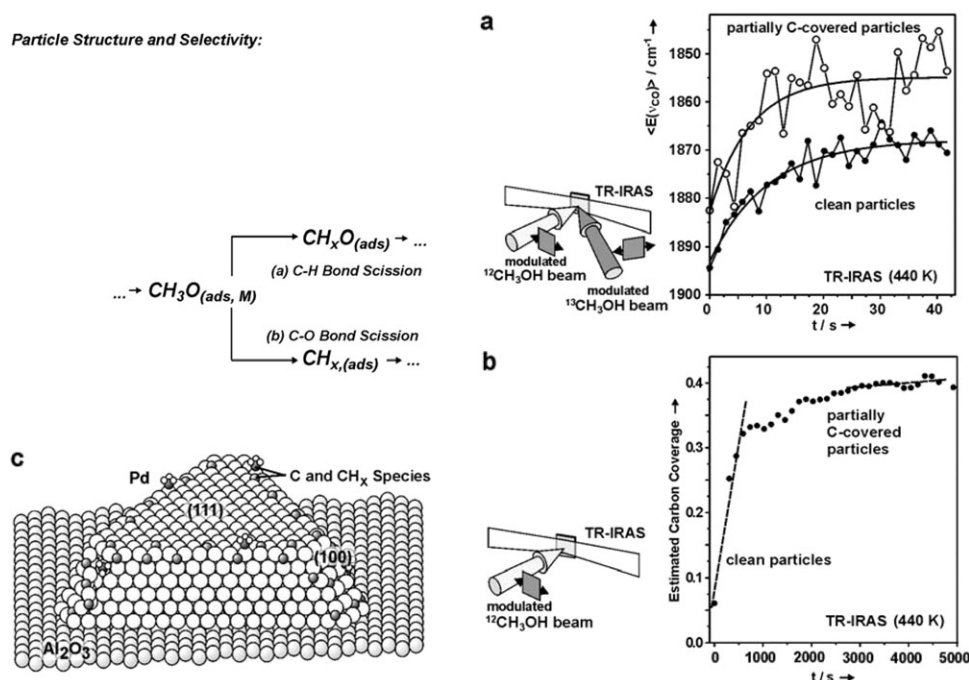 Particle Structure and Selectivity:
... → CH3O(ads, M)
CHxO(ads) → ...
(a) C-H Bond Scission
(b) C-O Bond Scission
CHx,(ads) → ...
a
TR-IRAS
modulated
¹²CH₃OH beam
modulated
¹³CH₃OH beam
<E(νCO)> / cm⁻¹ →
1850
1860
1870
1880
1890
1900
partially C-covered particles
clean particles
TR-IRAS (440 K)
0 10 20 30 40
t / s →
b
TR-IRAS
modulated
¹²CH₃OH beam
Estimated Carbon Coverage →
0.4
0.3
0.2
0.1
0.0
partially
C-covered
particles
clean particles
TR-IRAS (440 K)
0 1000 2000 3000 4000 5000
t / s →
c
Pd
C and CHX Species
(111)
(100)
Al₂O₃